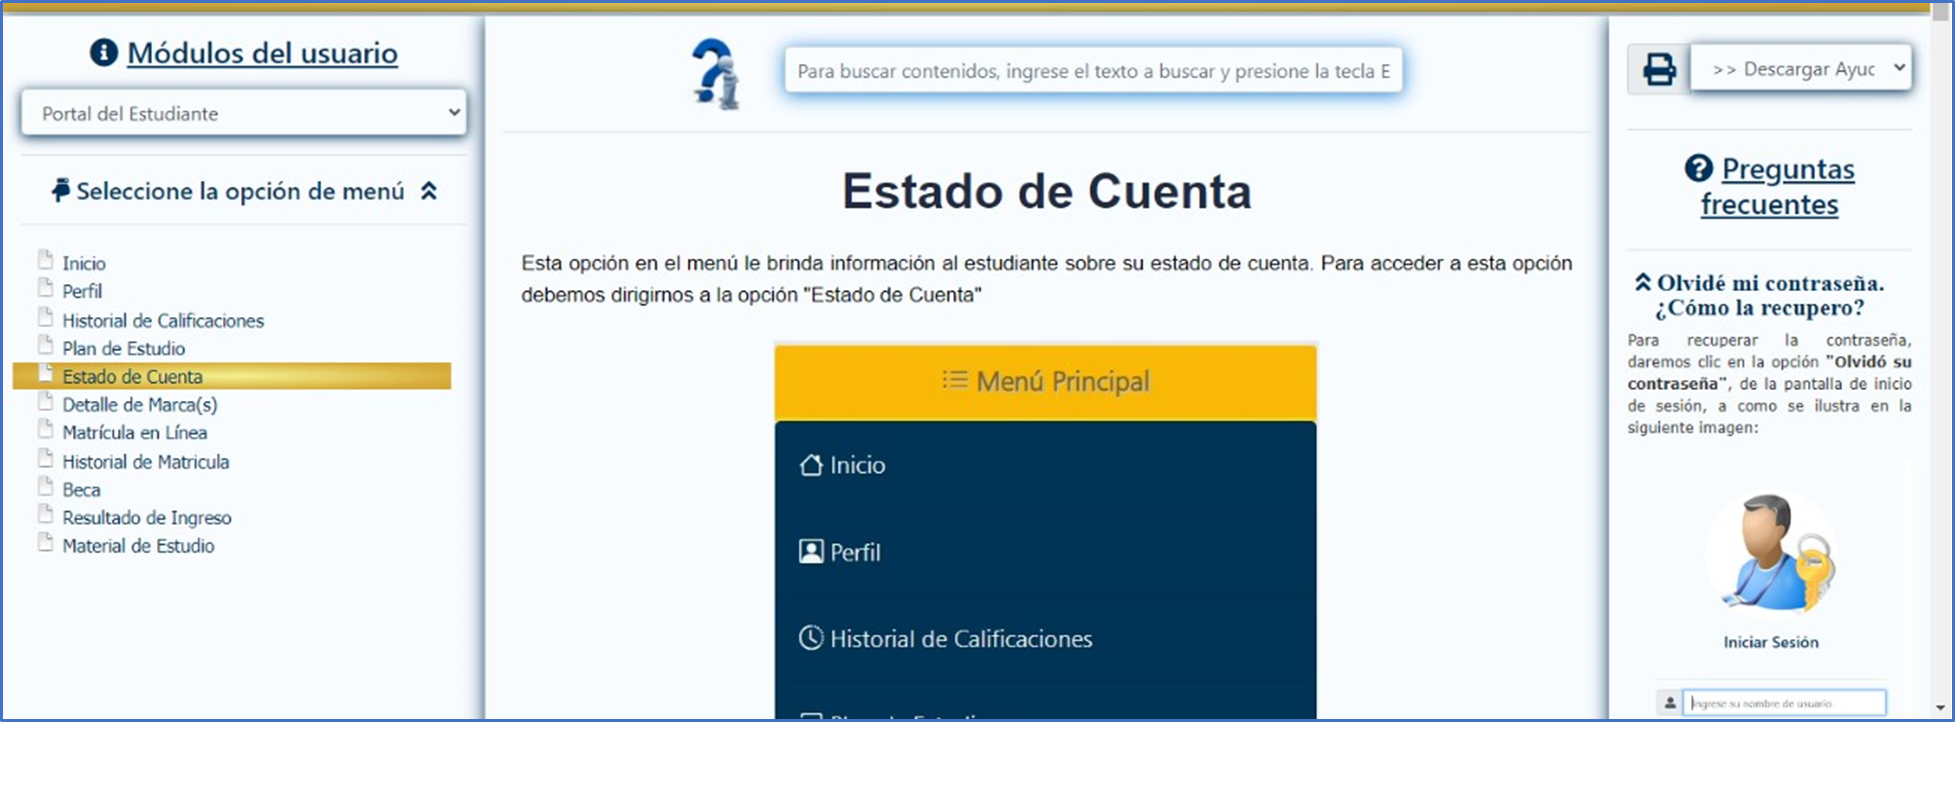 Módulos del usuario
Portal del Estudiante
Seleccione la opción de menú
Inicio
Perfil
Historial de Calificaciones
Plan de Estudio
Estado de Cuenta
Detalle de Marca(s)
Matrícula en Línea
Historial de Matricula
Beca
Resultado de Ingreso
Material de Estudio
Para buscar contenidos, ingrese el texto a buscar y presione la tecla E
Estado de Cuenta
Esta opción en el menú le brinda información al estudiante sobre su estado de cuenta. Para acceder a esta opción
debemos dirigirnos a la opción "Estado de Cuenta"
Menú Principal
Inicio
Perfil
Historial de Calificaciones
>> Descargar Ayuc
Preguntas
frecuentes
Olvidé mi contraseña.
¿Cómo la recupero?
Para recuperar la contraseña,
daremos clic en la opción "Olvidó su
contraseña", de la pantalla de inicio
de sesión, a como se ilustra en la
siguiente imagen:
Iniciar Sesión
Ingrese su nombre de usuario